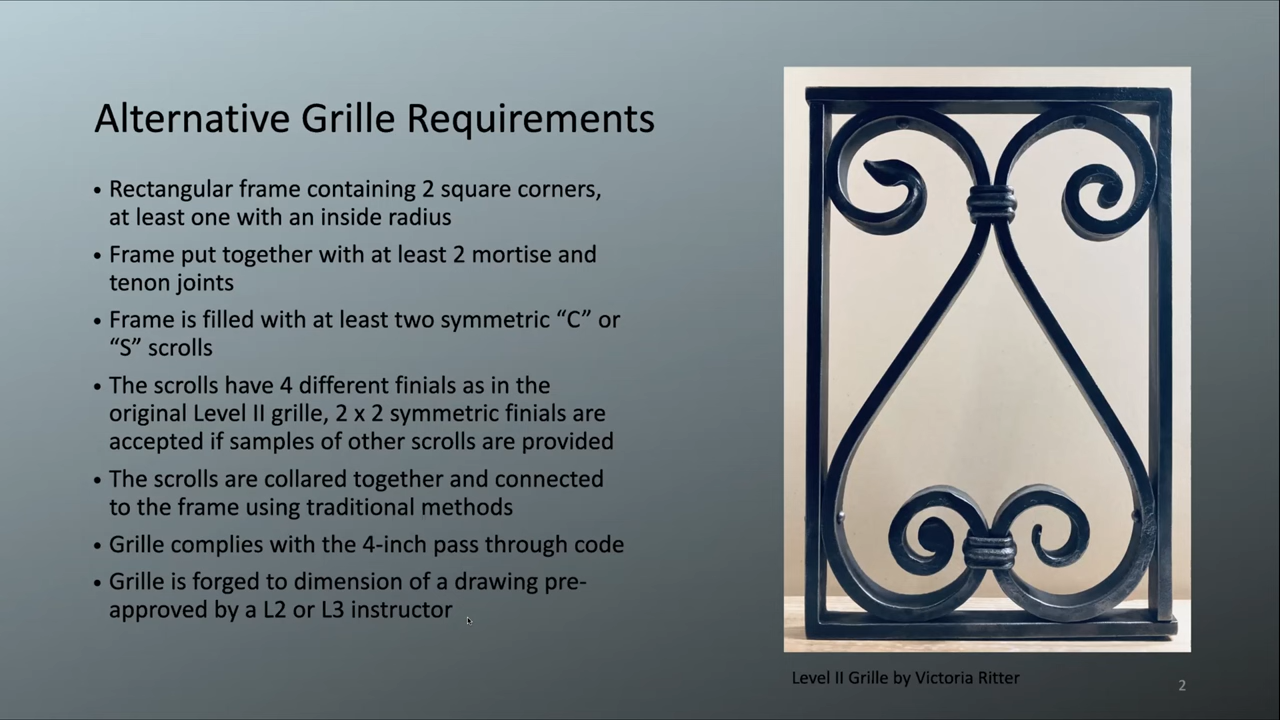 Alternative Grille Requirements
• Rectangular frame containing 2 square corners,
at least one with an inside radius
• Frame put together with at least 2 mortise and
tenon joints
• Frame is filled with at least two symmetric “C” or
“S” scrolls
• The scrolls have 4 different finials as in the
original Level II grille, 2 x 2 symmetric finials are
accepted if samples of other scrolls are provided
• The scrolls are collared together and connected
to the frame using traditional methods
• Grille complies with the 4-inch pass through code
• Grille is forged to dimension of a drawing pre-
approved by a L2 or L3 instructor
Level II Grille by Victoria Ritter
2